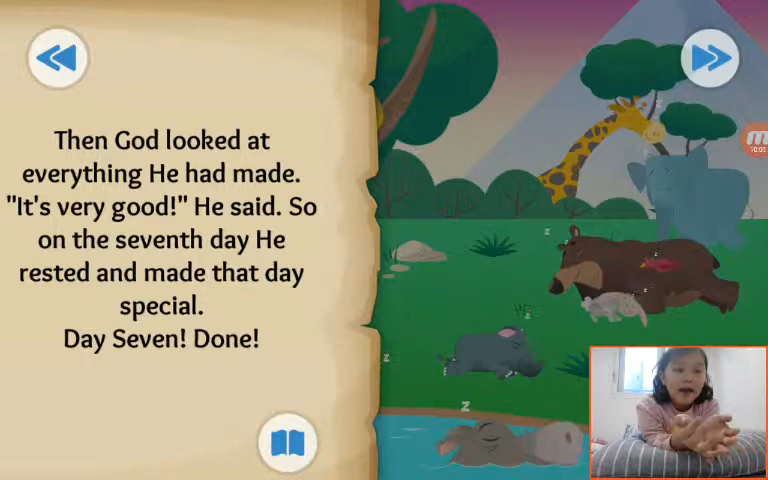 Then God looked at
everything He had made.
"It's very good!" He said. So
on the seventh day He
rested and made that day
special.
Day Seven! Done!
z
z
z
z
z
z